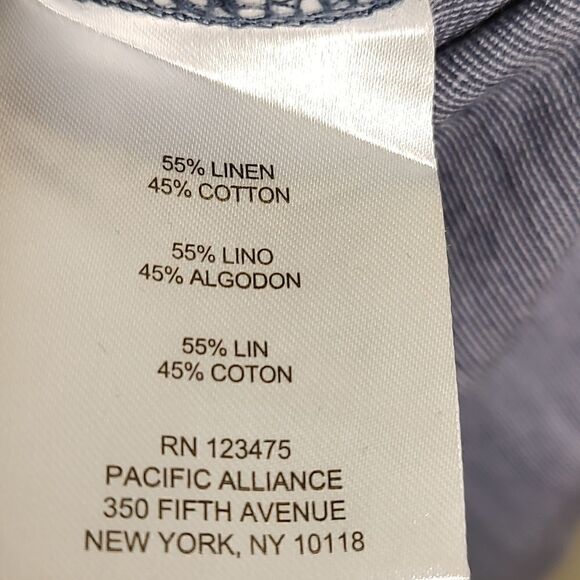 55% LINEN
45% COTTON
55% LINO
45% ALGODON
55% LIN
45% COTON
RN 123475
PACIFIC ALLIANCE
350 FIFTH AVENUE
NEW YORK, NY 10118